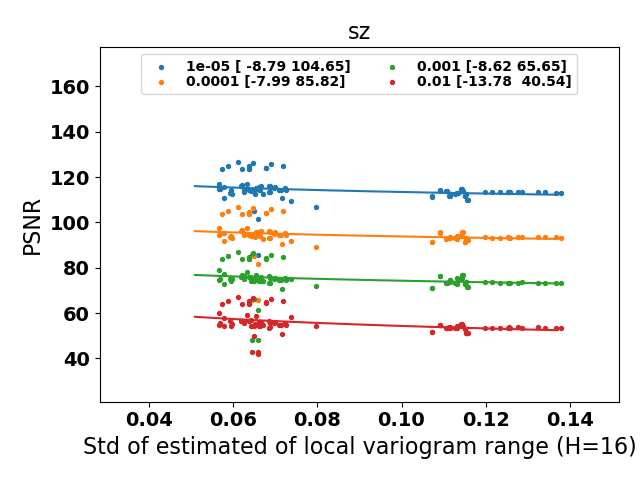 sz
1e-05 [ -8.79 104.65]
0.0001 [-7.99 85.82]
0.001 [-8.62 65.65]
0.01 [-13.78  40.54]
PSNR
160
140
120
100
80
60
40
0.04 0.06 0.08 0.10 0.12 0.14
Std of estimated of local variogram range (H=16)